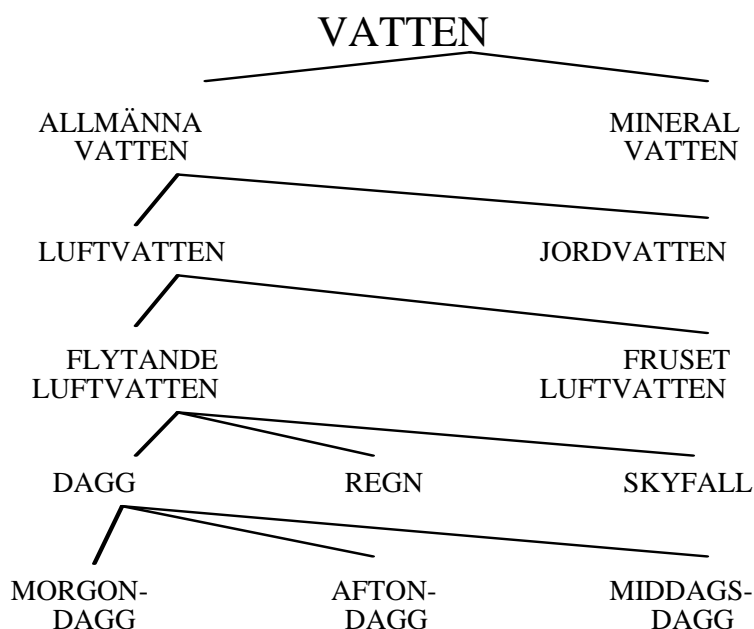 VATTEN
ALLMÄNNA
VATTEN
MINERAL
VATTEN
LUFTVATTEN
JORDVATTEN
FLYTANDE
LUFTVATTEN
FRUSET
LUFTVATTEN
DAGG
REGN
SKYFALL
MORGON-
DAGG
AFTON-
DAGG
MIDDAGS-
DAGG